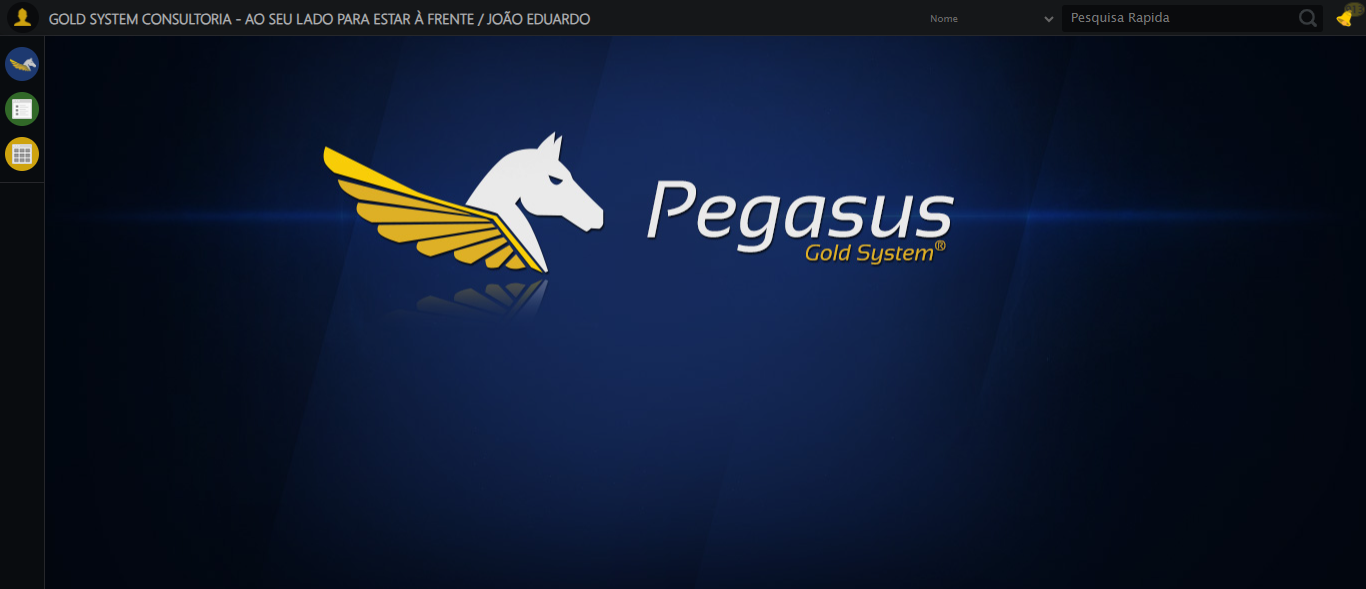 GOLD SYSTEM CONSULTORIA - AO SEU LADO PARA ESTAR À FRENTE / JOÃO EDUARDO
Nome
Pesquisa Rapida
Pegasus
Gold System®